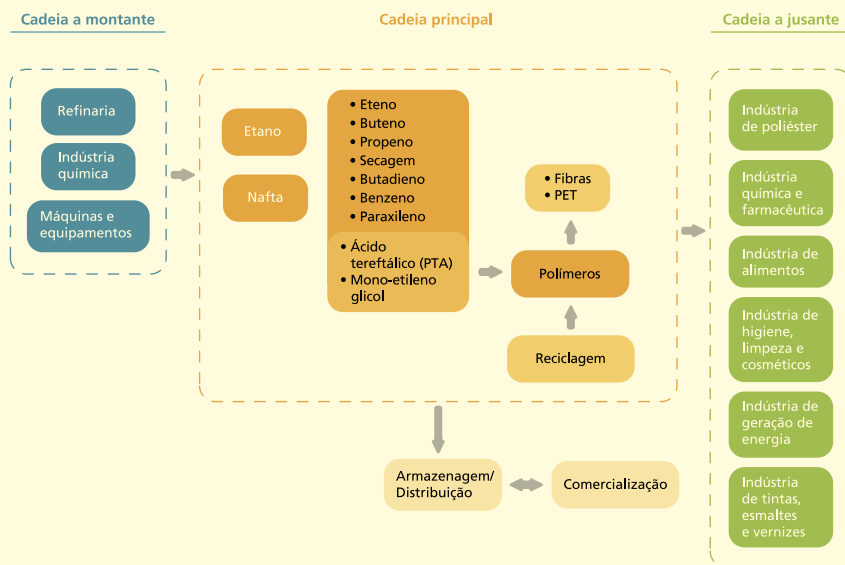 Cadeia a montante
Refinaria
Indústria
química
Máquinas e
equipamentos
Cadeia principal
Etano
Nafta
• Eteno
• Buteno
• Propeno
• Secagem
• Butadieno
• Benzeno
• Paraxileno
• Ácido
tereftálico (PTA)
• Mono-etileno
glicol
• Fibras
• PET
Polímeros
Reciclagem
Armazenagem/
Distribuição
Comercialização
Cadeia a jusante
Indústria
de poliéster
Indústria
química e
farmacêutica
Indústria de
alimentos
Indústria de
higiene,
limpeza e
cosméticos
Indústria de
geração de
energia
Indústria
de tintas,
esmaltes
e vernizes